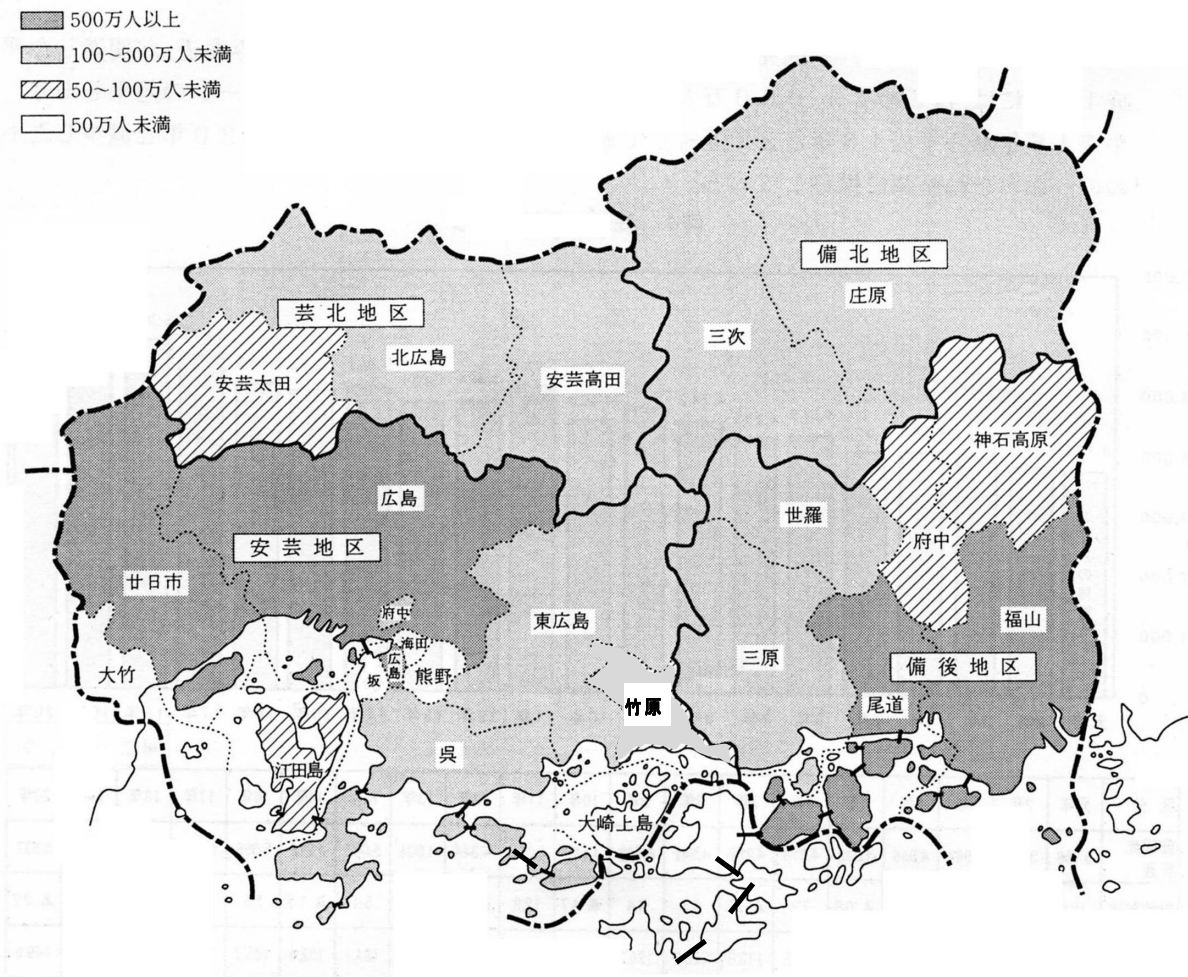 500万人以上
100~500万人未満
50~100万人未満
50万人未満
備北地区
庄原
芸北地区
三次
北広島
安芸太田
安芸高田
神石高原
広島
世羅
安芸地区
府中
廿日市
府中
東広島
福山
海田
広島
三原
備後地区
大竹
坂
熊野
竹原
尾道
呉
江田島
大崎上島